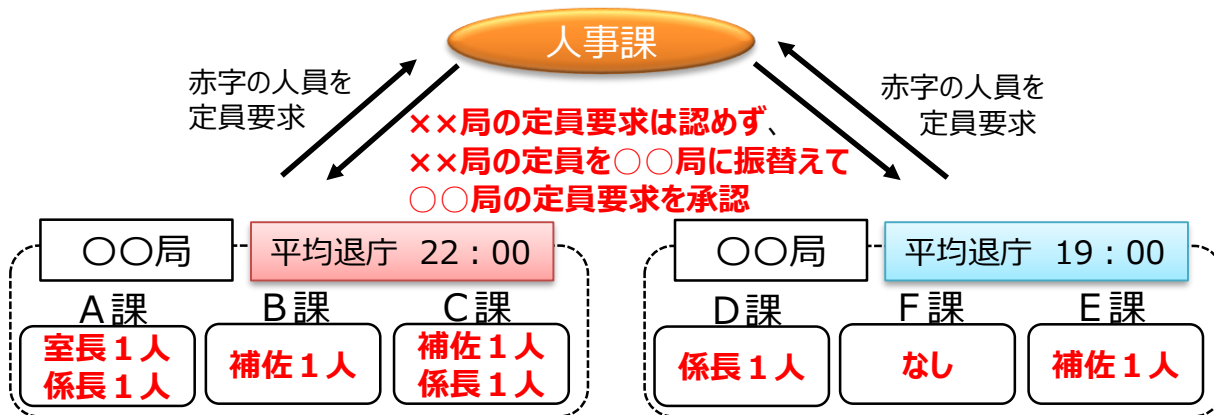 人事課
赤字の人員を
定員要求
赤字の人員を
定員要求
××局の定員要求は認めず、
××局の定員を○○局に振替えて
○○局の定員要求を承認
○○局
平均退庁 22:00
A課
B課
C課
室長1人
係長1人
補佐1人
補佐1人
係長1人
○○局
平均退庁 19:00
D課
F課
E課
係長1人
なし
補佐1人